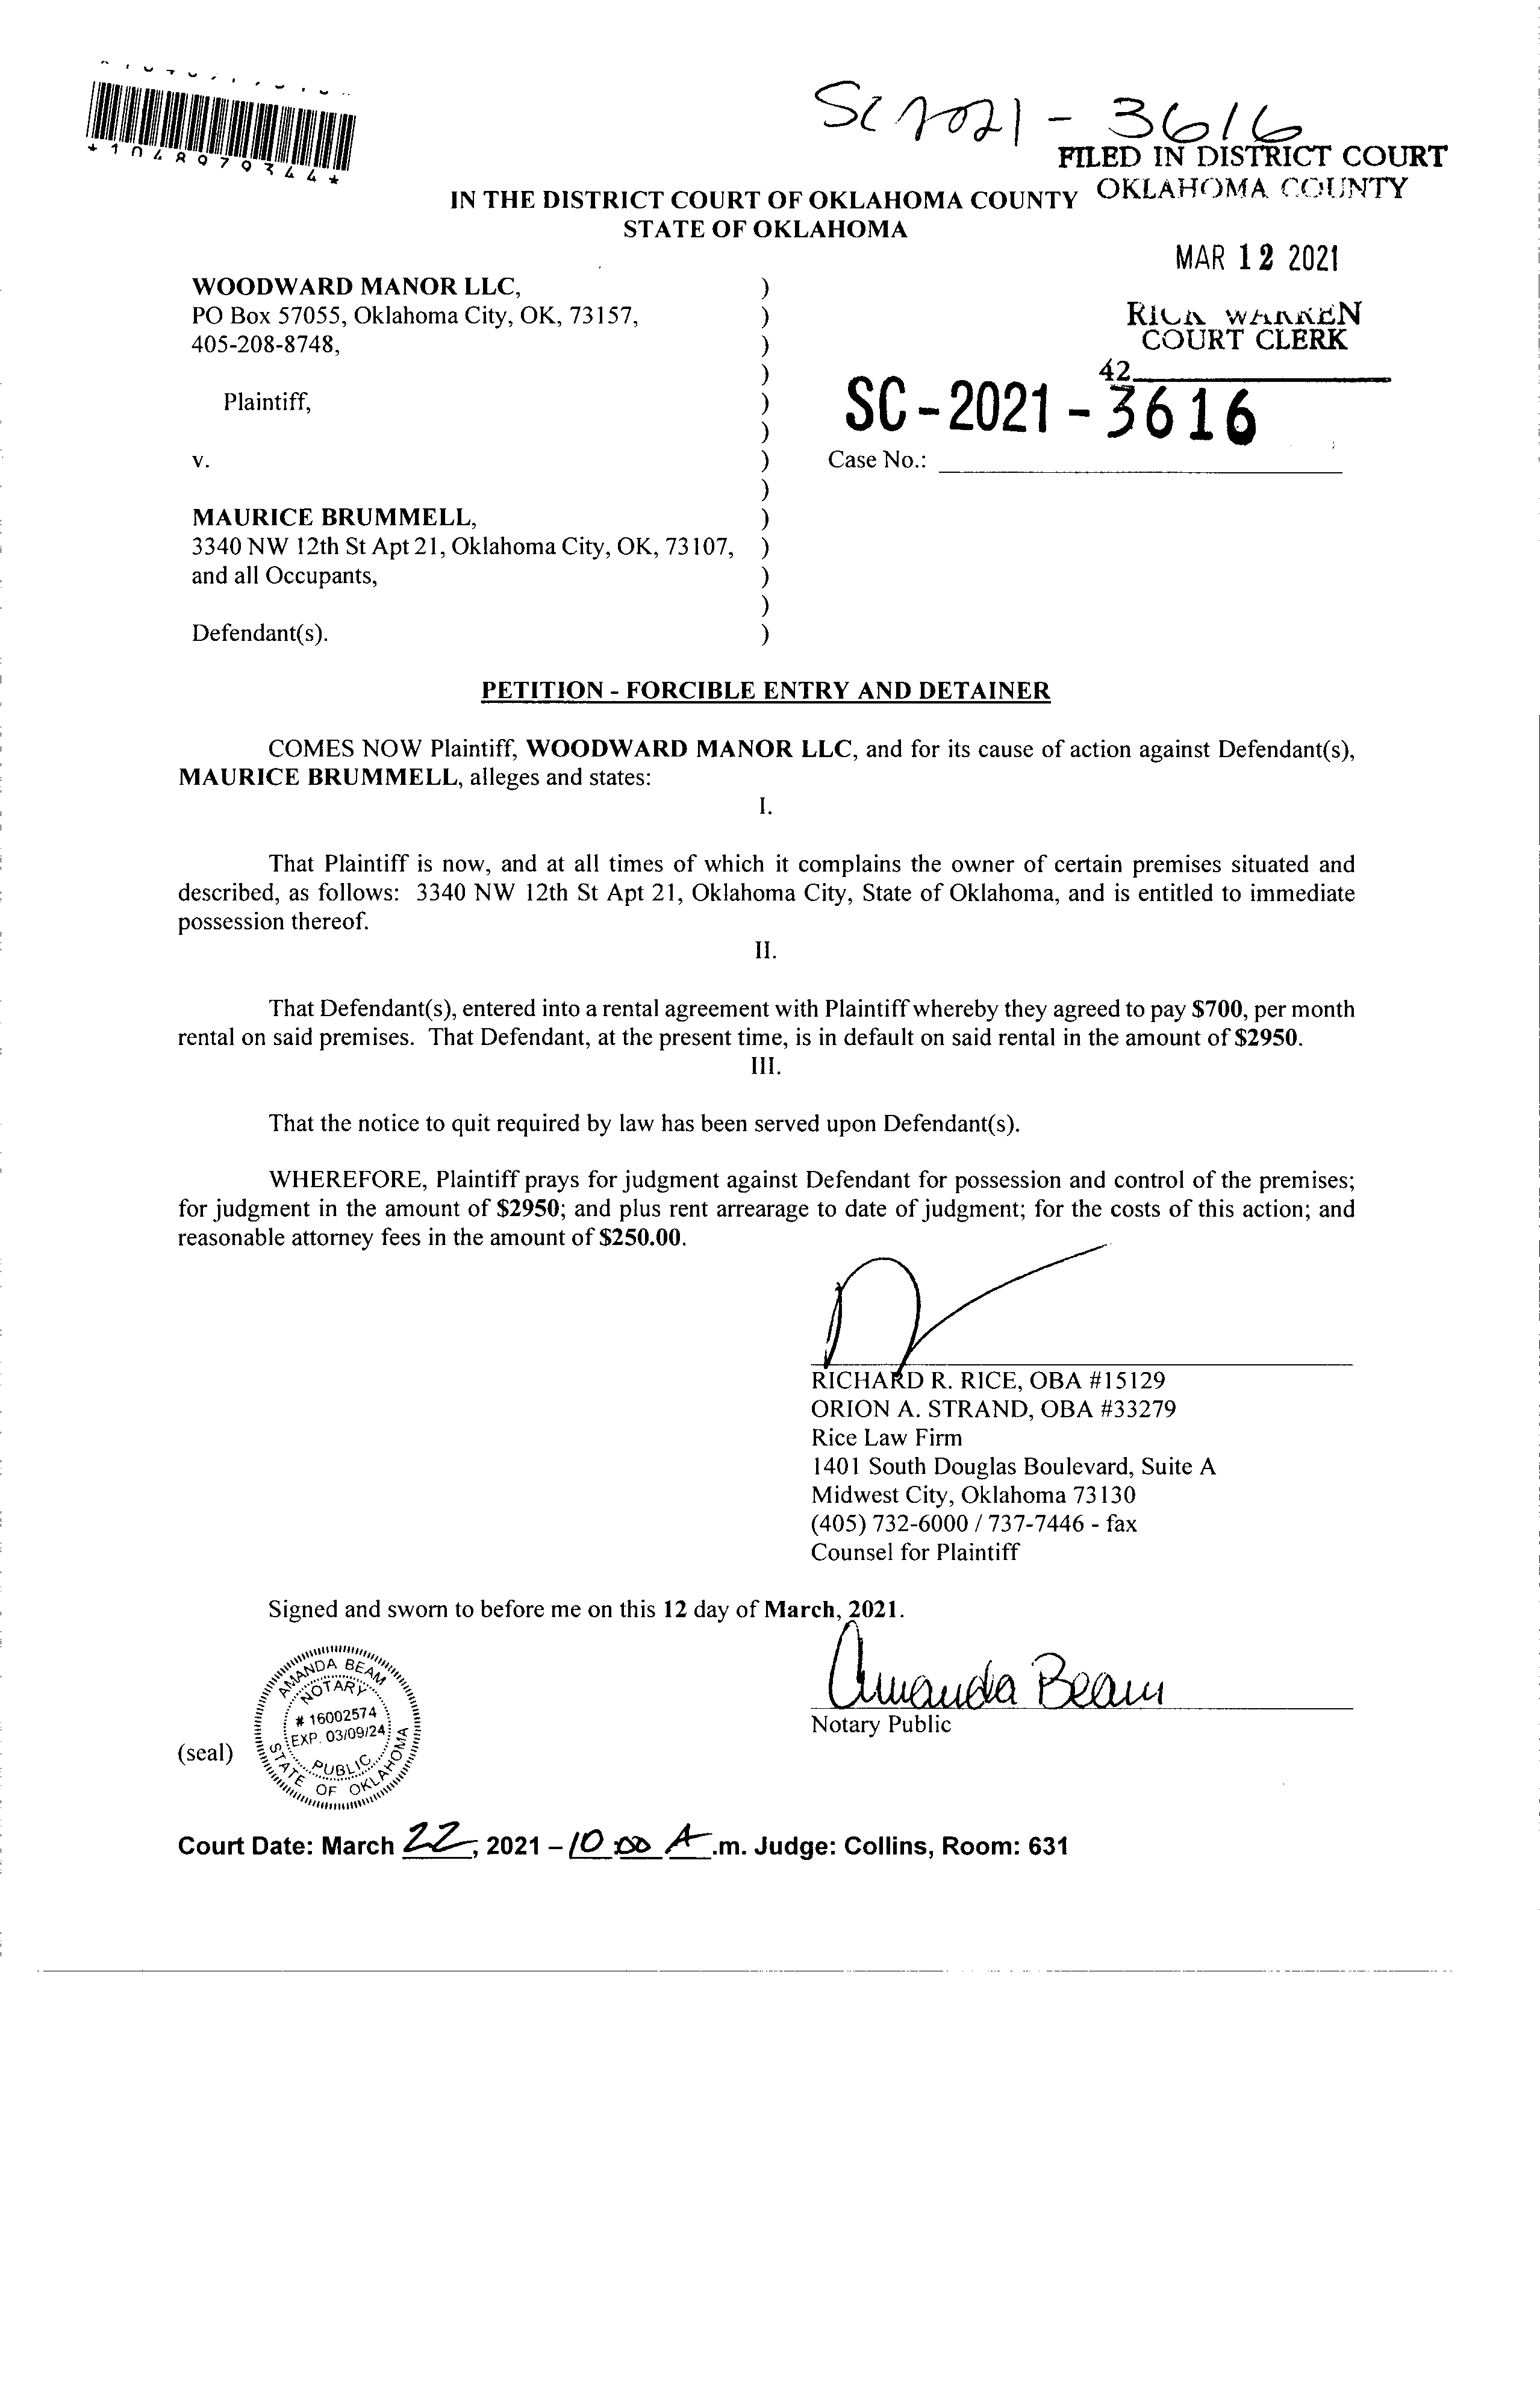 *1048979344*
SC 2021 - 3616
FILED IN DISTRICT COURT
OKLAHOMA COUNTY
IN THE DISTRICT COURT OF OKLAHOMA COUNTY
STATE OF OKLAHOMA
MAR 12 2021
RICK WARREN
COURT CLERK
42
SC-2021-3616
WOODWARD MANOR LLC, )
PO Box 57055, Oklahoma City, OK, 73157, )
405-208-8748, )
)
Plaintiff, )
)
v. ) Case No.:
)
MAURICE BRUMMELL, )
3340 NW 12th St Apt 21, Oklahoma City, OK, 73107, )
and all Occupants, )
)
Defendant(s). )
PETITION - FORCIBLE ENTRY AND DETAINER
COMES NOW Plaintiff, WOODWARD MANOR LLC, and for its cause of action against Defendant(s),
MAURICE BRUMMELL, alleges and states:
I.
That Plaintiff is now, and at all times of which it complains the owner of certain premises situated and
described, as follows: 3340 NW 12th St Apt 21, Oklahoma City, State of Oklahoma, and is entitled to immediate
possession thereof.
II.
That Defendant(s), entered into a rental agreement with Plaintiff whereby they agreed to pay $700, per month
rental on said premises. That Defendant, at the present time, is in default on said rental in the amount of $2950.
III.
That the notice to quit required by law has been served upon Defendant(s).
WHEREFORE, Plaintiff prays for judgment against Defendant for possession and control of the premises;
for judgment in the amount of $2950; and plus rent arrearage to date of judgment; for the costs of this action; and
reasonable attorney fees in the amount of $250.00.
RICHARD R. RICE, OBA #15129
ORION A. STRAND, OBA #33279
Rice Law Firm
1401 South Douglas Boulevard, Suite A
Midwest City, Oklahoma 73130
(405) 732-6000 / 737-7446 - fax
Counsel for Plaintiff
Signed and sworn to before me on this 12 day of March, 2021.
Amanda Beam
Notary Public
(seal)
AMANDA BEAM
NOTARY
# 16002574
EXP. 03/09/24
PUBLIC
STATE OF OKLAHOMA
Court Date: March 22, 2021 – 10:00 A.m. Judge: Collins, Room: 631